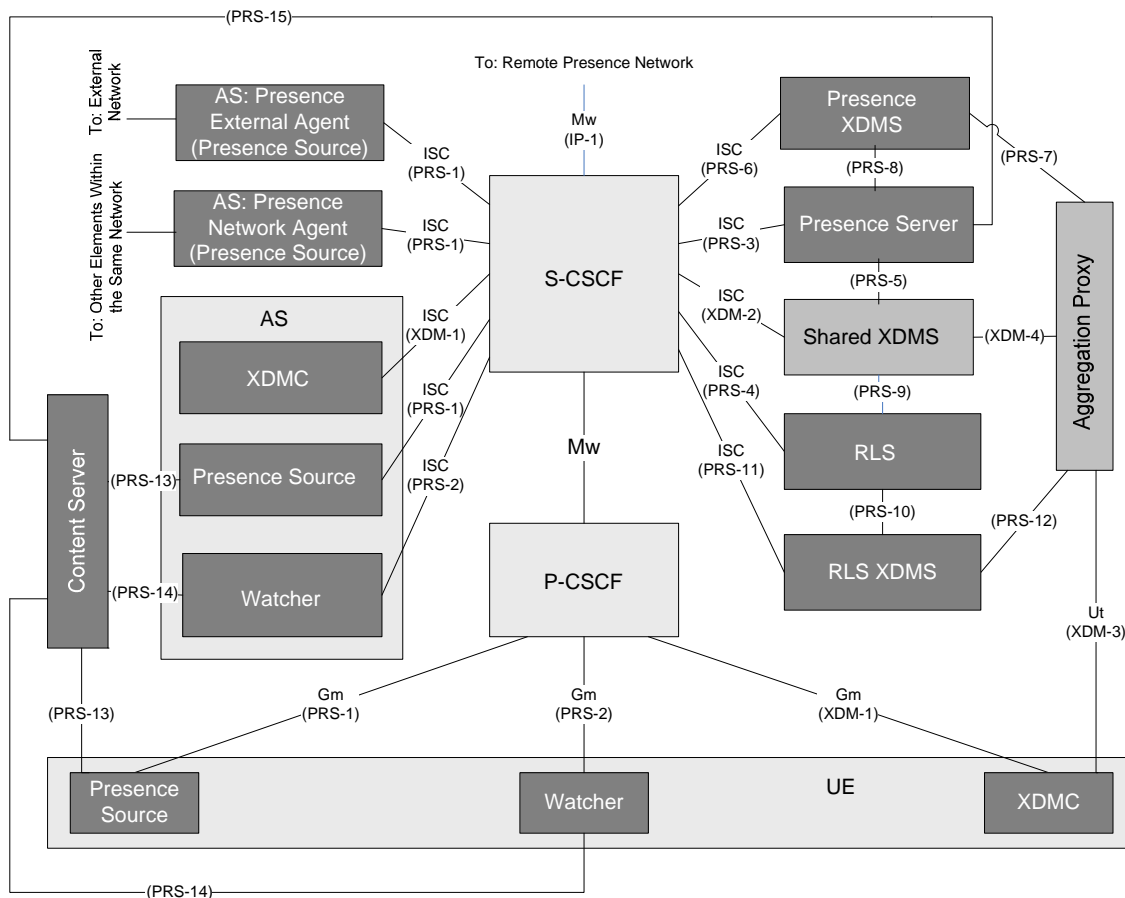 (PRS-15)
To: External
Network
AS: Presence
External Agent
(Presence Source)
To: Remote Presence Network
Mw
(IP-1)
Presence
XDMS
ISC
(PRS-1)
ISC
(PRS-6)
(PRS-7)
(PRS-8)
To: Other Elements Within
the Same Network
AS: Presence
Network Agent
(Presence Source)
ISC
(PRS-1)
S-CSCF
ISC
(PRS-3)
Presence Server
(PRS-5)
AS
ISC
(XDM-1)
ISC
(XDM-2)
Shared XDMS
(XDM-4)
Aggregation Proxy
XDMC
ISC
(PRS-1)
ISC
(PRS-4)
(PRS-9)
Content Server
(PRS-13)
Presence Source
ISC
(PRS-2)
Mw
ISC
(PRS-11)
RLS
(PRS-10)
(PRS-12)
(PRS-14)
Watcher
P-CSCF
RLS XDMS
Ut
(XDM-3)
(PRS-13)
Gm
(PRS-1)
Gm
(PRS-2)
Gm
(XDM-1)
Presence
Source
Watcher
UE
XDMC
(PRS-14)